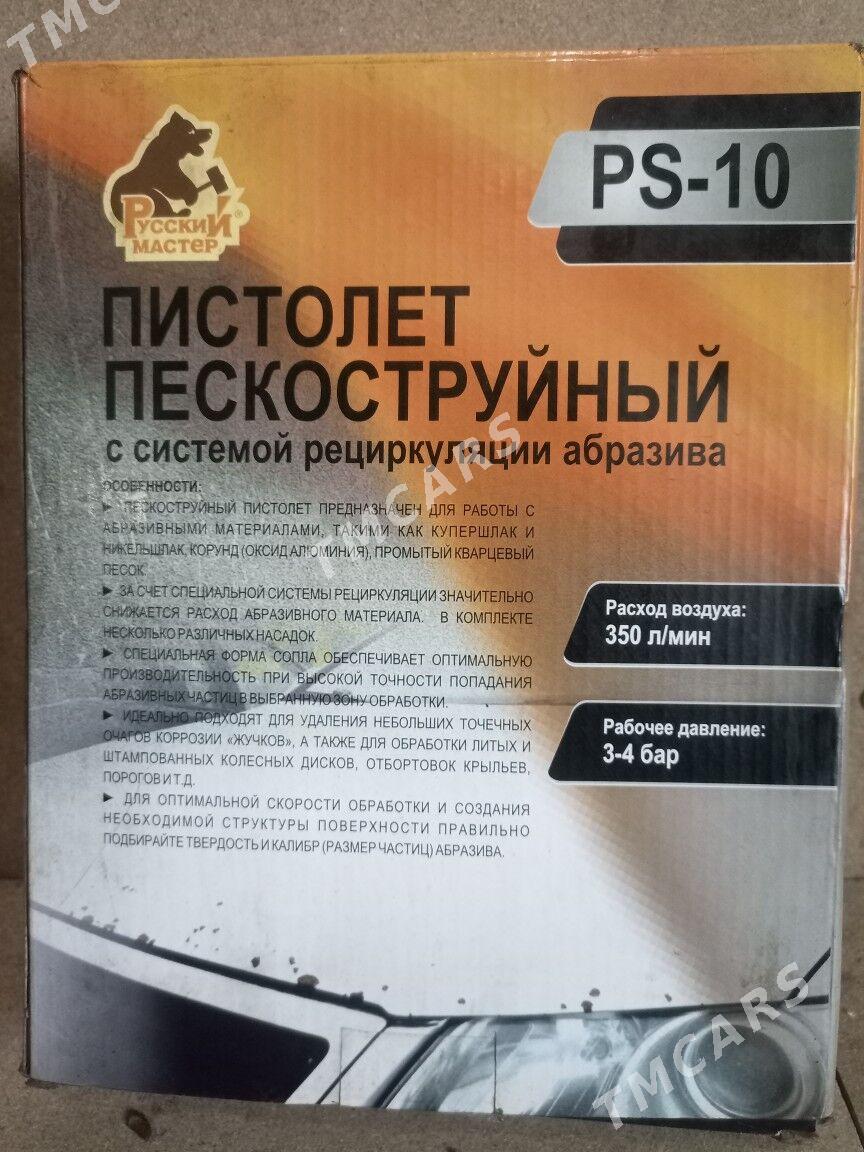 TMCARS
PS-10
Русский®
Мастер
ПИСТОЛЕТ
ПЕСКОСТРУЙНЫЙ
с системой рециркуляции абразива
TMCARS
ОСОБЕННОСТИ:
► ПЕСКОСТРУЙНЫЙ ПИСТОЛЕТ ПРЕДНАЗНАЧЕН ДЛЯ РАБОТЫ С
АБРАЗИВНЫМИ МАТЕРИАЛАМИ, ТАКИМИ КАК КУПЕРШЛАК И
НИКЕЛЬШЛАК, КОРУНД (ОКСИД АЛЮМИНИЯ), ПРОМЫТЫЙ КВАРЦЕВЫЙ
ПЕСОК.
► ЗА СЧЕТ СПЕЦИАЛЬНОЙ СИСТЕМЫ РЕЦИРКУЛЯЦИИ ЗНАЧИТЕЛЬНО
СНИЖАЕТСЯ РАСХОД АБРАЗИВНОГО МАТЕРИАЛА. В КОМПЛЕКТЕ
НЕСКОЛЬКО РАЗЛИЧНЫХ НАСАДОК.
► СПЕЦИАЛЬНАЯ ФОРМА СОПЛА ОБЕСПЕЧИВАЕТ ОПТИМАЛЬНУЮ
ПРОИЗВОДИТЕЛЬНОСТЬ ПРИ ВЫСОКОЙ ТОЧНОСТИ ПОПАДАНИЯ
АБРАЗИВНЫХ ЧАСТИЦ В ВЫБРАННУЮ ЗОНУ ОБРАБОТКИ.
► ИДЕАЛЬНО ПОДХОДЯТ ДЛЯ УДАЛЕНИЯ НЕБОЛЬШИХ ТОЧЕЧНЫХ
ОЧАГОВ КОРРОЗИИ «ЖУЧКОВ», А ТАКЖЕ ДЛЯ ОБРАБОТКИ ЛИТЫХ И
ШТАМПОВАННЫХ КОЛЕСНЫХ ДИСКОВ, ОТБОРТОВОК КРЫЛЬЕВ,
ПОРОГОВ И Т.Д.
► ДЛЯ ОПТИМАЛЬНОЙ СКОРОСТИ ОБРАБОТКИ И СОЗДАНИЯ
НЕОБХОДИМОЙ СТРУКТУРЫ ПОВЕРХНОСТИ ПРАВИЛЬНО
ПОДБИРАЙТЕ ТВЕРДОСТЬ И КАЛИБР (РАЗМЕР ЧАСТИЦ) АБРАЗИВА.
Расход воздуха:
350 л/мин
Рабочее давление:
3-4 бар
TMCARS